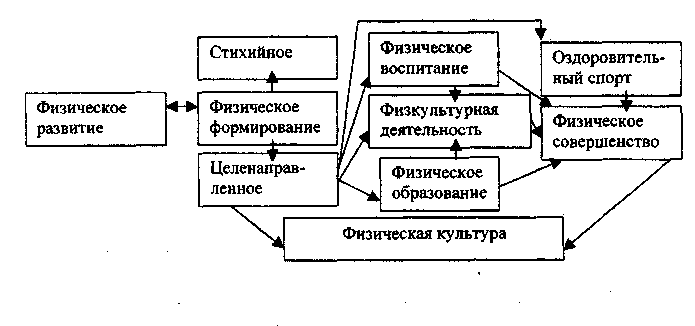 Стихийное
Физическое
воспитание
Оздоровитель-
ный спорт
Физическое
развитие
Физическое
формирование
Физкультурная
деятельность
Физическое
совершенство
Целенаправ-
ленное
Физическое
образование
Физическая культура